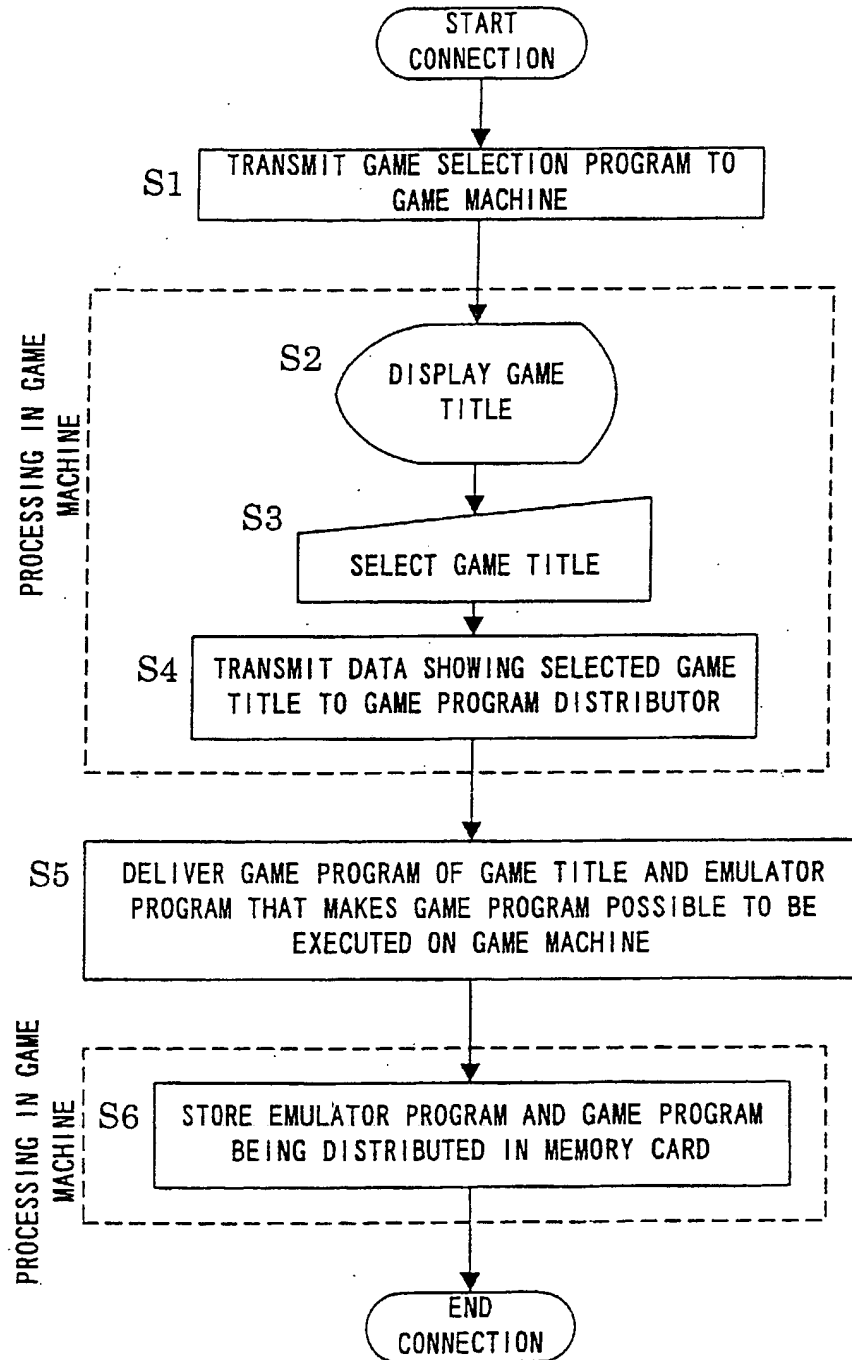 START
CONNECTION
S1
TRANSMIT GAME SELECTION PROGRAM TO
GAME MACHINE
PROCESSING IN GAME
MACHINE
S2
DISPLAY GAME
TITLE
S3
SELECT GAME TITLE
S4
TRANSMIT DATA SHOWING SELECTED GAME
TITLE TO GAME PROGRAM DISTRIBUTOR
S5
DELIVER GAME PROGRAM OF GAME TITLE AND EMULATOR
PROGRAM THAT MAKES GAME PROGRAM POSSIBLE TO BE
EXECUTED ON GAME MACHINE
PROCESSING IN GAME
MACHINE
S6
STORE EMULATOR PROGRAM AND GAME PROGRAM
BEING DISTRIBUTED IN MEMORY CARD
END
CONNECTION